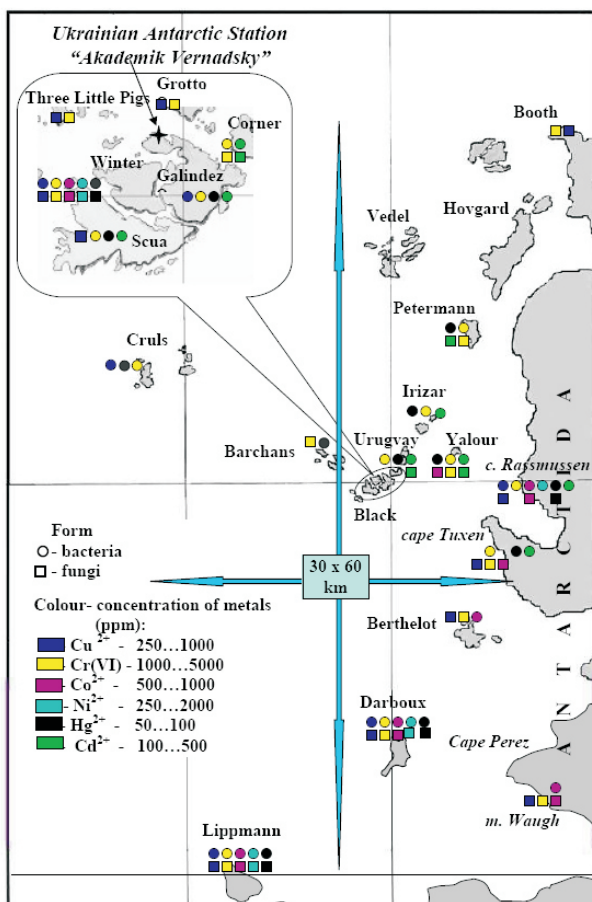 Ukrainian Antarctic Station
“Akademik Vernadsky”
Grotto
Three Little Pigs
Corner
Winter
Galindez
Scua
Booth
Hovgard
Vedel
Petermann
Cruls
Irizar
Barchans
Urugvay
Yalour
c. Rassmussen
Black
cape Tuxen
30 x 60
km
Form
- bacteria
- fungi
Colour- concentration of metals
(ppm):
Cu 2+ - 250...1000
Cr(VI) - 1000...5000
Co2+ - 500...1000
Ni2+ - 250...2000
Hg2+ - 50...100
Cd2+ - 100...500
Berthelot
Darboux
Cape Perez
m. Waugh
Lippmann
ANTARCTIDA